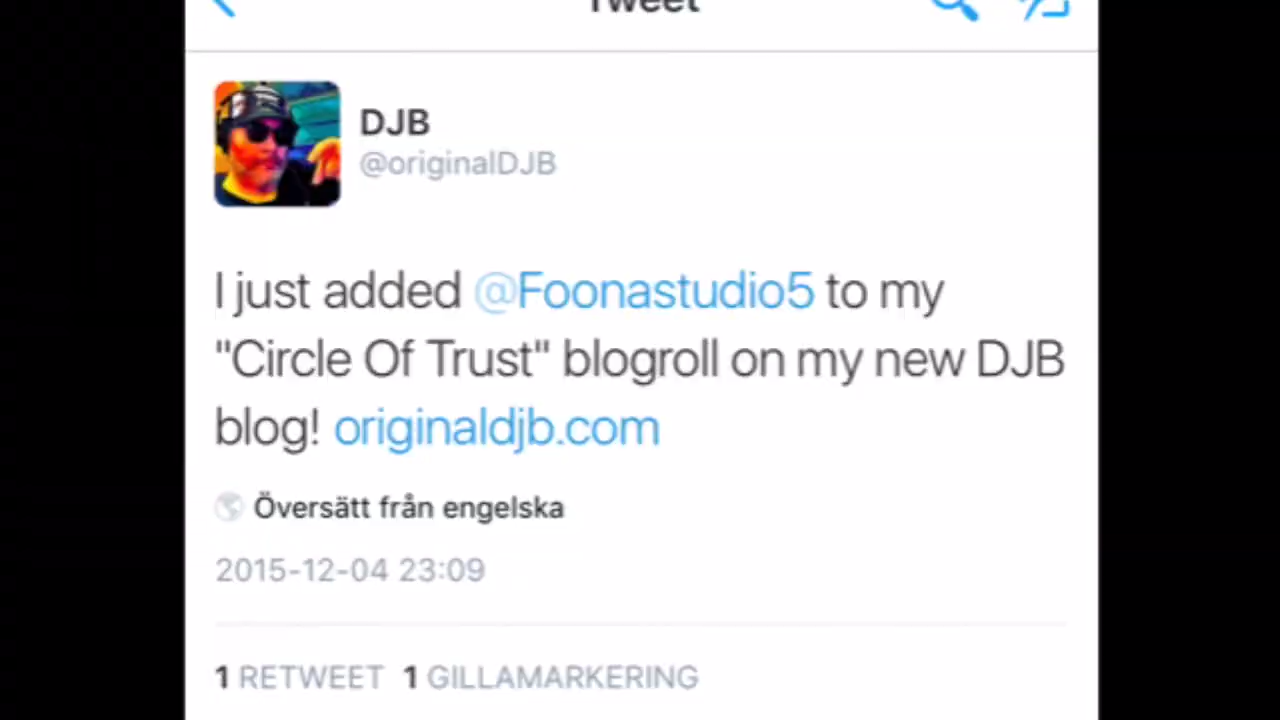 Tweet
DJB
@originalDJB
I just added @Foonastudio5 to my
"Circle Of Trust" blogroll on my new DJB
blog! originaldjb.com
Översätt från engelska
2015-12-04 23:09
1 RETWEET 1 GILLAMARKERING